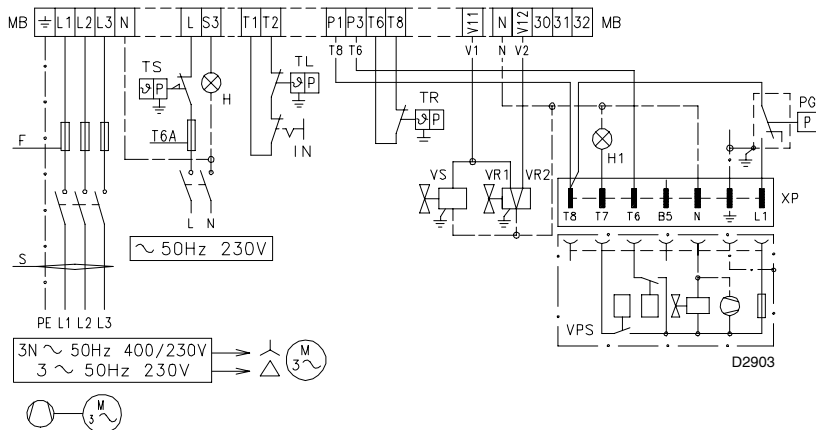 MB ⏚ L1 L2 L3 N L S3 T1 T2 P1 P3 T6 T8 V11 N V12 30 31 32 MB
T8 T6 V1 N V2
TS
ϑ P
H
TL
ϑ P
TR
ϑ P
PG
P
F
T6A
IN
H1
VS
VR1
VR2
XP
T8 T7 T6 B5 N ⏚ L1
L N
∼ 50Hz 230V
S
PE L1 L2 L3
VPS
D2903
3N ∼ 50Hz 400/230V
3 ∼ 50Hz 230V
M
3∼
M
3∼